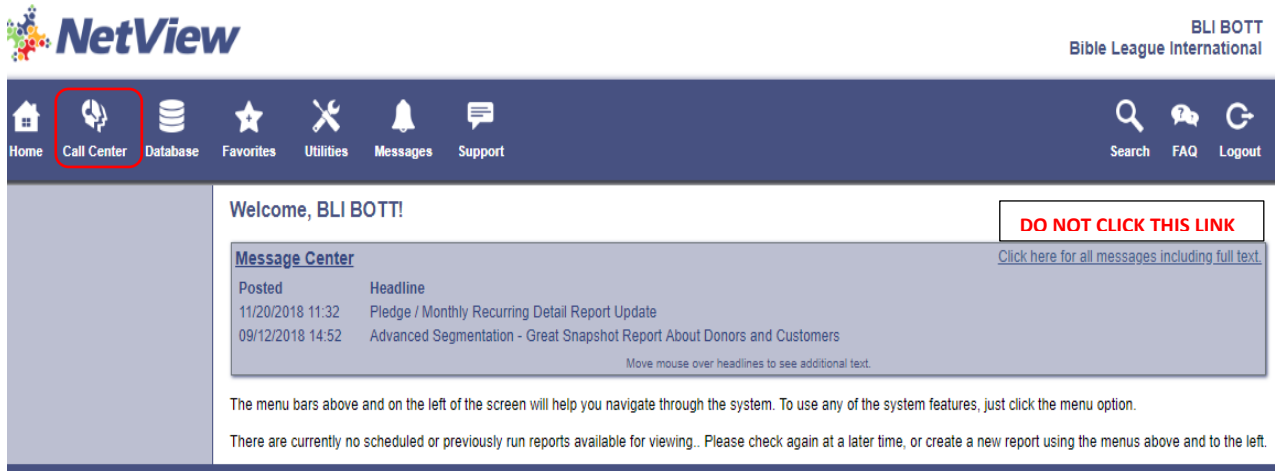 NetView
BLI BOTT
Bible League International
Home Call Center Database Favorites Utilities Messages Support Search FAQ Logout
Welcome, BLI BOTT!
DO NOT CLICK THIS LINK
Message Center Click here for all messages including full text.
Posted Headline
11/20/2018 11:32 Pledge / Monthly Recurring Detail Report Update
09/12/2018 14:52 Advanced Segmentation - Great Snapshot Report About Donors and Customers
Move mouse over headlines to see additional text.
The menu bars above and on the left of the screen will help you navigate through the system. To use any of the system features, just click the menu option.
There are currently no scheduled or previously run reports available for viewing.. Please check again at a later time, or create a new report using the menus above and to the left.